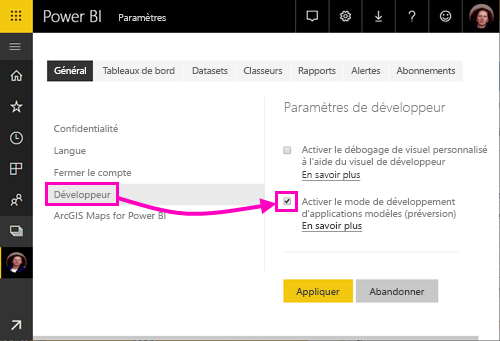 Power BI Paramètres
Général Tableaux de bord Datasets Classeurs Rapports Alertes Abonnements
Confidentialité
Langue
Fermer le compte
Développeur
ArcGIS Maps for Power BI
Paramètres de développeur
Activer le débogage de visuel personnalisé
à l'aide du visuel de développeur
En savoir plus
Activer le mode de développement
d'applications modèles (préversion)
En savoir plus
Appliquer Abandonner